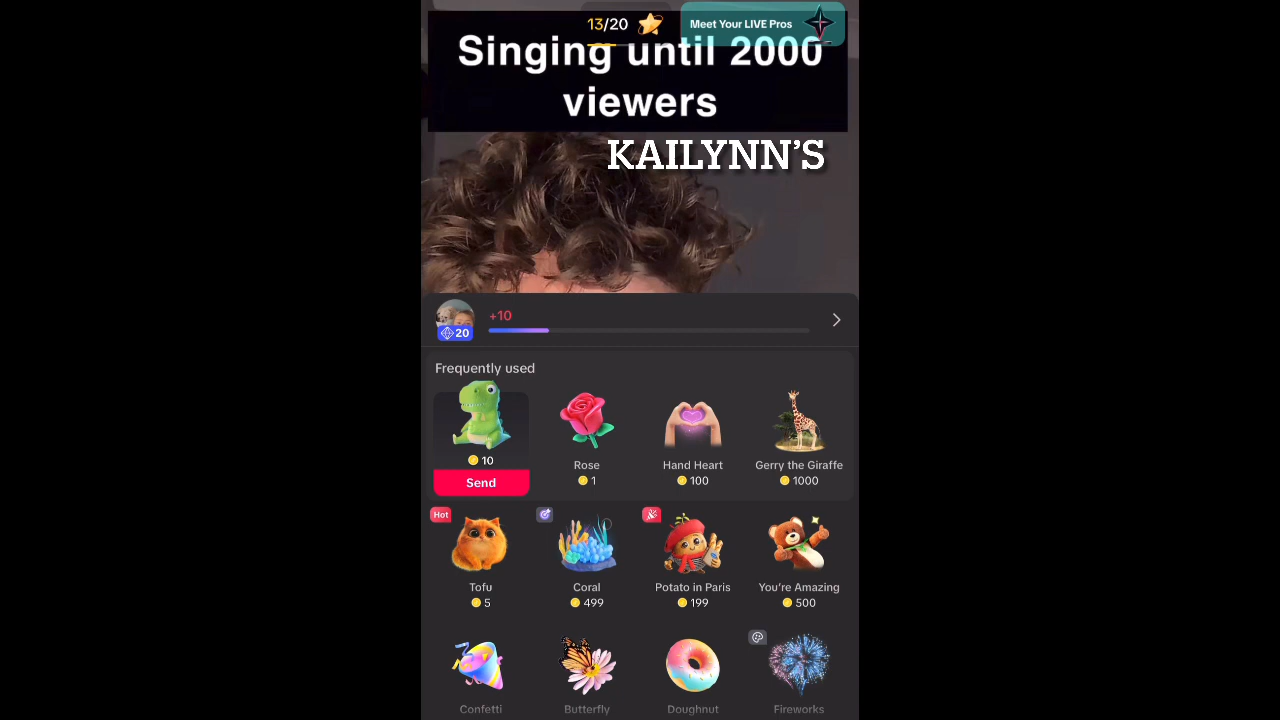 13/20
Meet Your LIVE Pros
Singing until 2000
viewers
KAILYNN'S
+10
20
Frequently used
10
Send
Rose
1
Hand Heart
100
Gerry the Giraffe
1000
Hot
Tofu
5
Coral
499
Potato in Paris
199
You're Amazing
500
Confetti
Butterfly
Doughnut
Fireworks